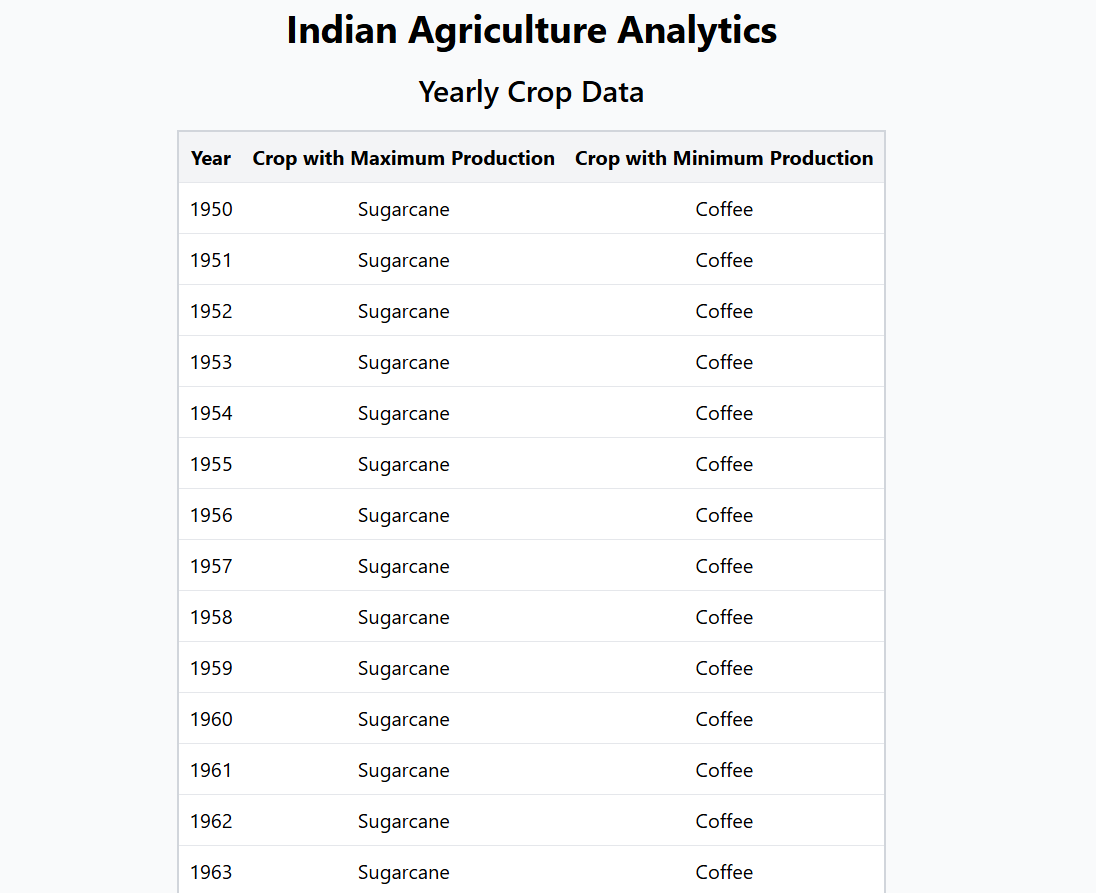 Indian Agriculture Analytics
Yearly Crop Data
Year Crop with Maximum Production Crop with Minimum Production
1950 Sugarcane Coffee
1951 Sugarcane Coffee
1952 Sugarcane Coffee
1953 Sugarcane Coffee
1954 Sugarcane Coffee
1955 Sugarcane Coffee
1956 Sugarcane Coffee
1957 Sugarcane Coffee
1958 Sugarcane Coffee
1959 Sugarcane Coffee
1960 Sugarcane Coffee
1961 Sugarcane Coffee
1962 Sugarcane Coffee
1963 Sugarcane Coffee